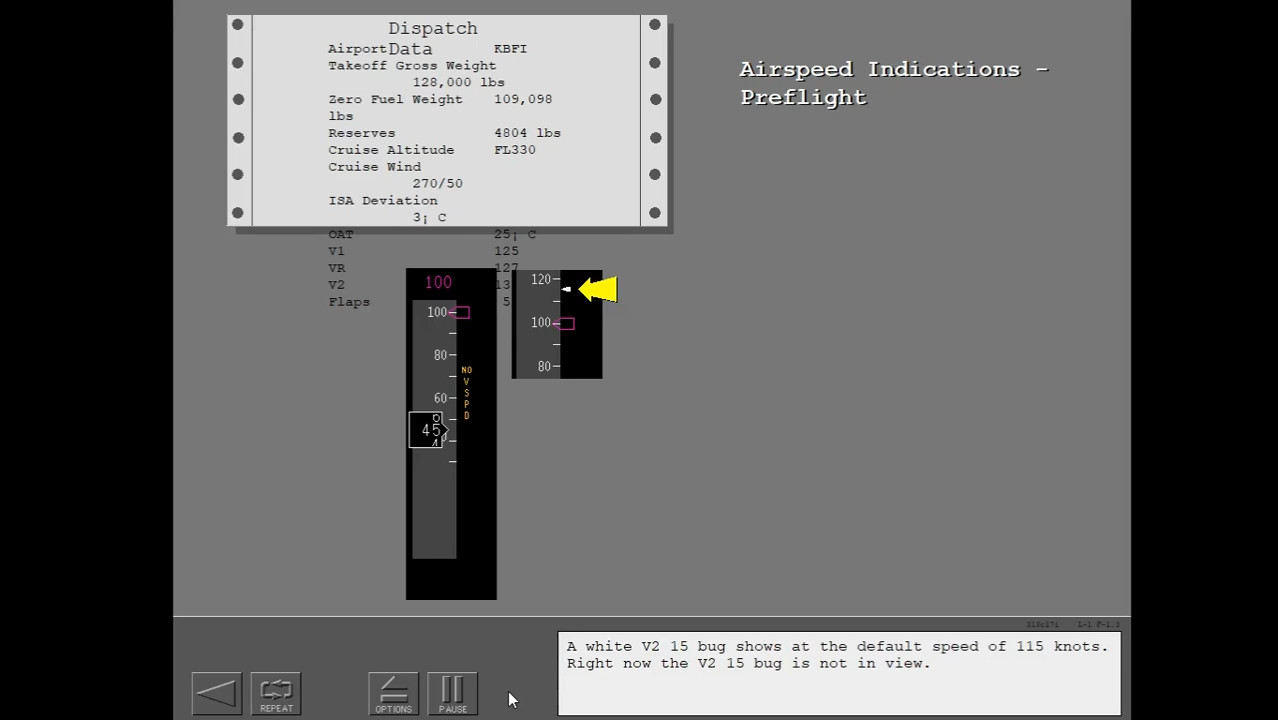 Dispatch
Data
Airport KBFI
Takeoff Gross Weight
128,000 lbs
Zero Fuel Weight 109,098
lbs
Reserves 4804 lbs
Cruise Altitude FL330
Cruise Wind
270/50
ISA Deviation
3¡ C
OAT 25¡ C
V1 125
VR 127
V2 13
Flaps 5
Airspeed Indications -
Preflight
100
100
80
60
45
NO
V
S
P
D
120
100
80
A white V2 15 bug shows at the default speed of 115 knots.
Right now the V2 15 bug is not in view.
REPEAT
OPTIONS
PAUSE